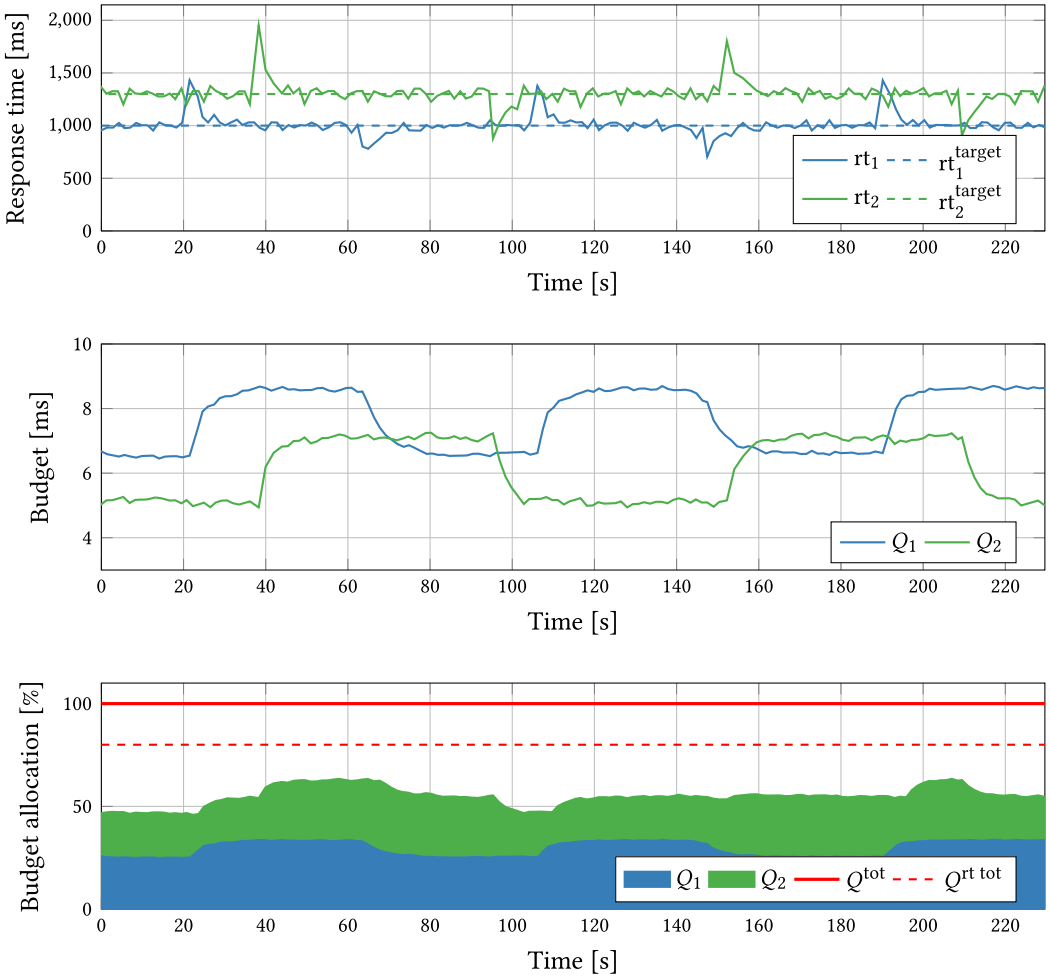 2,000
1,500
1,000
500
0
Response time [ms]
rt1 rt1target
rt2 rt2target
0 20 40 60 80 100 120 140 160 180 200 220
Time [s]
10
8
6
4
Budget [ms]
Q1 Q2
0 20 40 60 80 100 120 140 160 180 200 220
Time [s]
100
50
0
Budget allocation [%]
Q1 Q2 Qtot Qrt tot
0 20 40 60 80 100 120 140 160 180 200 220
Time [s]